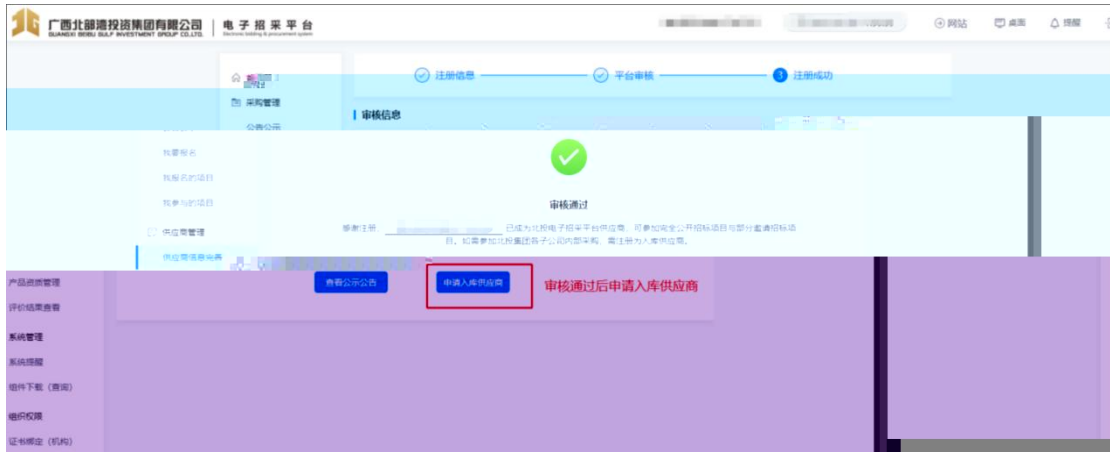 广西北部湾投资集团有限公司
GUANGXI BEIBU GULF INVESTMENT GROUP CO.,LTD.
电子招采平台
Electronic bidding & procurement system
网站
桌面
提醒
注册信息
平台审核
3 注册成功
采购管理
审核信息
公告公示
我要报名
我报名的项目
我参与的项目
审核通过
感谢注册,
已成为北投电子招采平台供应商,可参加完全公开招标项目与部分邀请招标项
目,如需参加北投集团各子公司内部采购,需注册为入库供应商。
供应商管理
供应商信息完善
产品资质管理
查看公示公告
申请入库供应商
审核通过后申请入库供应商
评价结果查看
系统管理
系统提醒
组件下载(查询)
组织权限
证书绑定(机构)